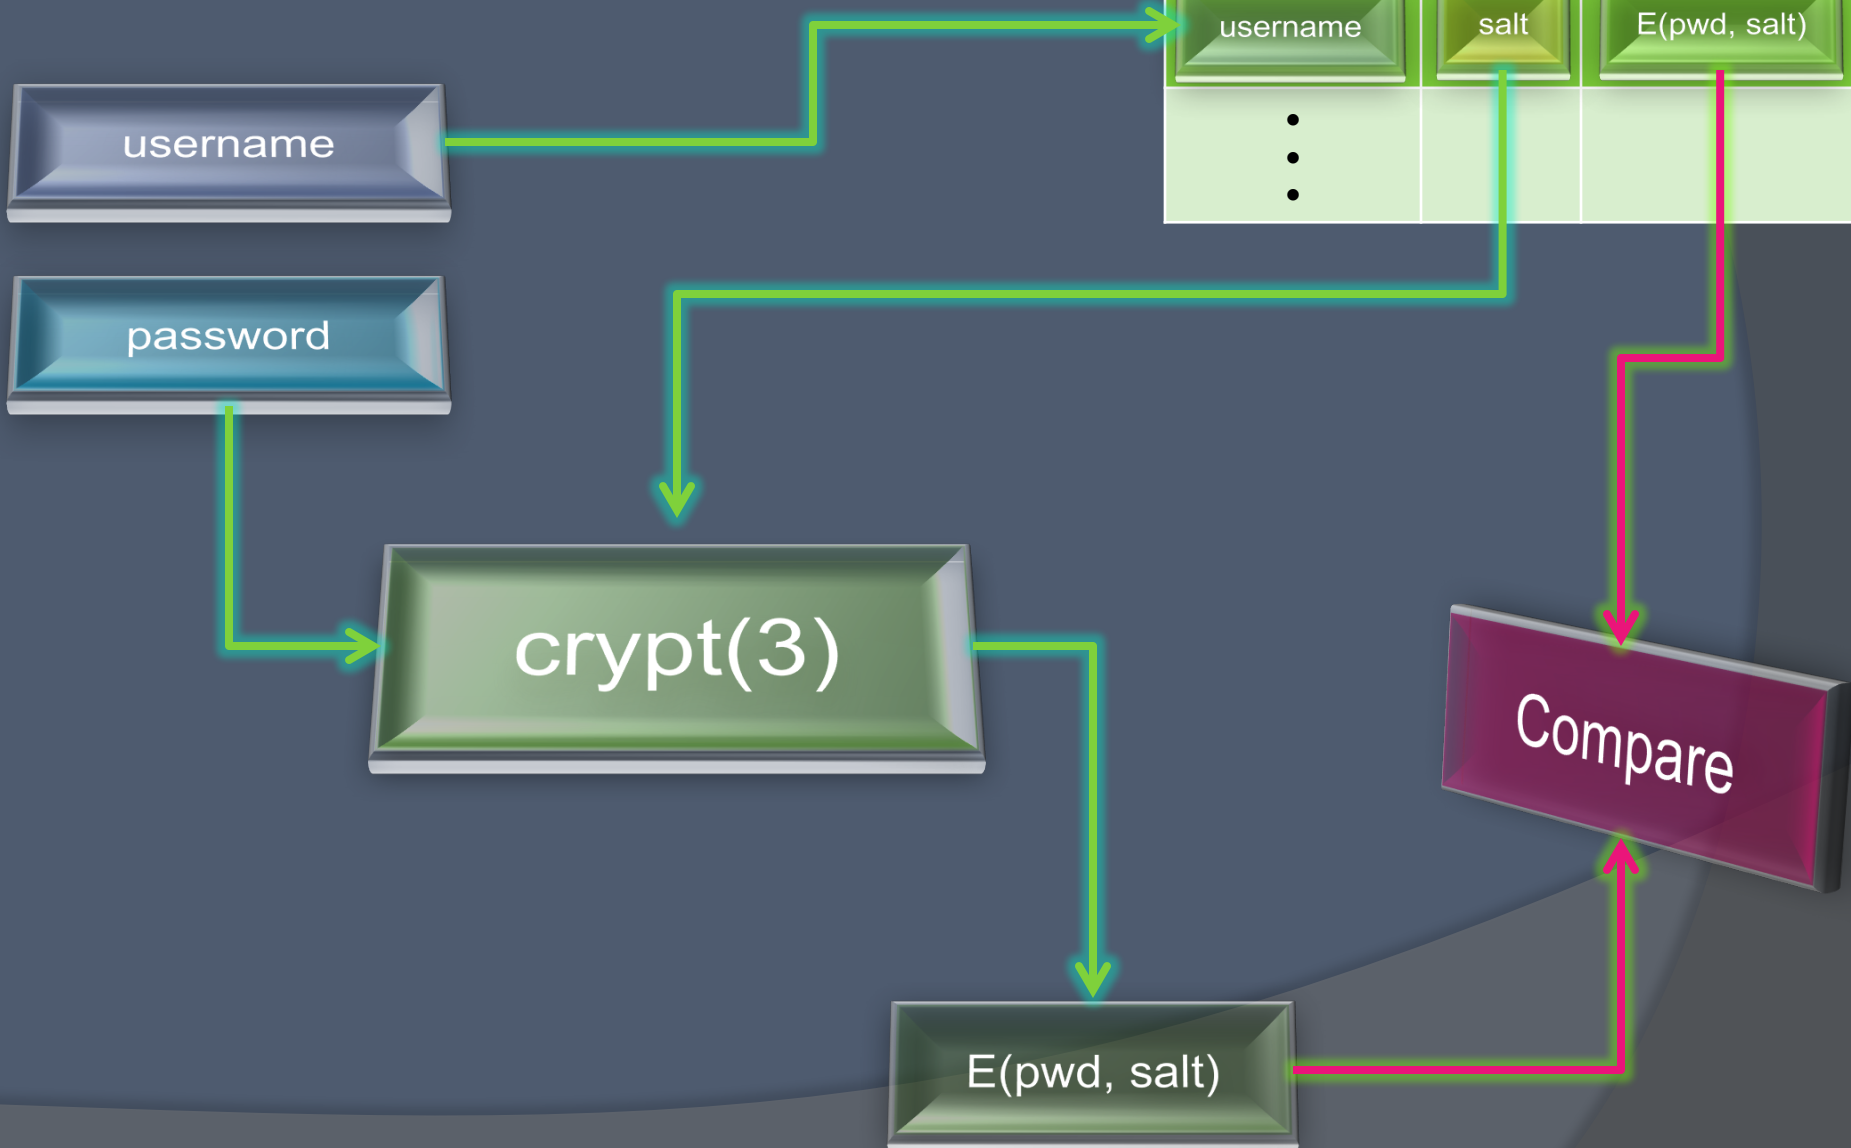 username
salt
E(pwd, salt)
username
password
crypt(3)
Compare
E(pwd, salt)